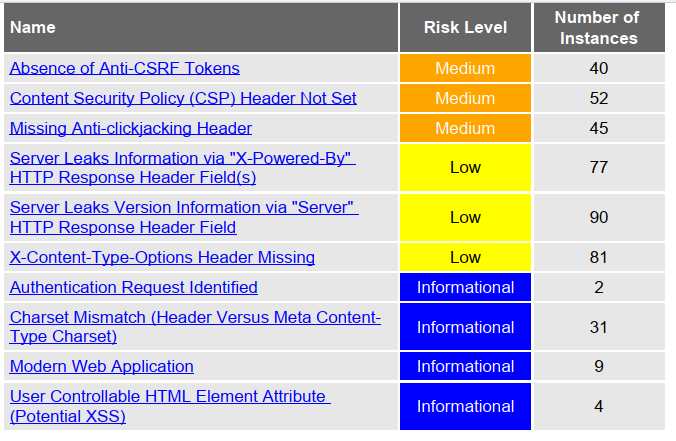 Name Risk Level Number of
Instances
Absence of Anti-CSRF Tokens Medium 40
Content Security Policy (CSP) Header Not Set Medium 52
Missing Anti-clickjacking Header Medium 45
Server Leaks Information via "X-Powered-By"
HTTP Response Header Field(s) Low 77
Server Leaks Version Information via "Server"
HTTP Response Header Field Low 90
X-Content-Type-Options Header Missing Low 81
Authentication Request Identified Informational 2
Charset Mismatch (Header Versus Meta Content-
Type Charset) Informational 31
Modern Web Application Informational 9
User Controllable HTML Element Attribute
(Potential XSS) Informational 4